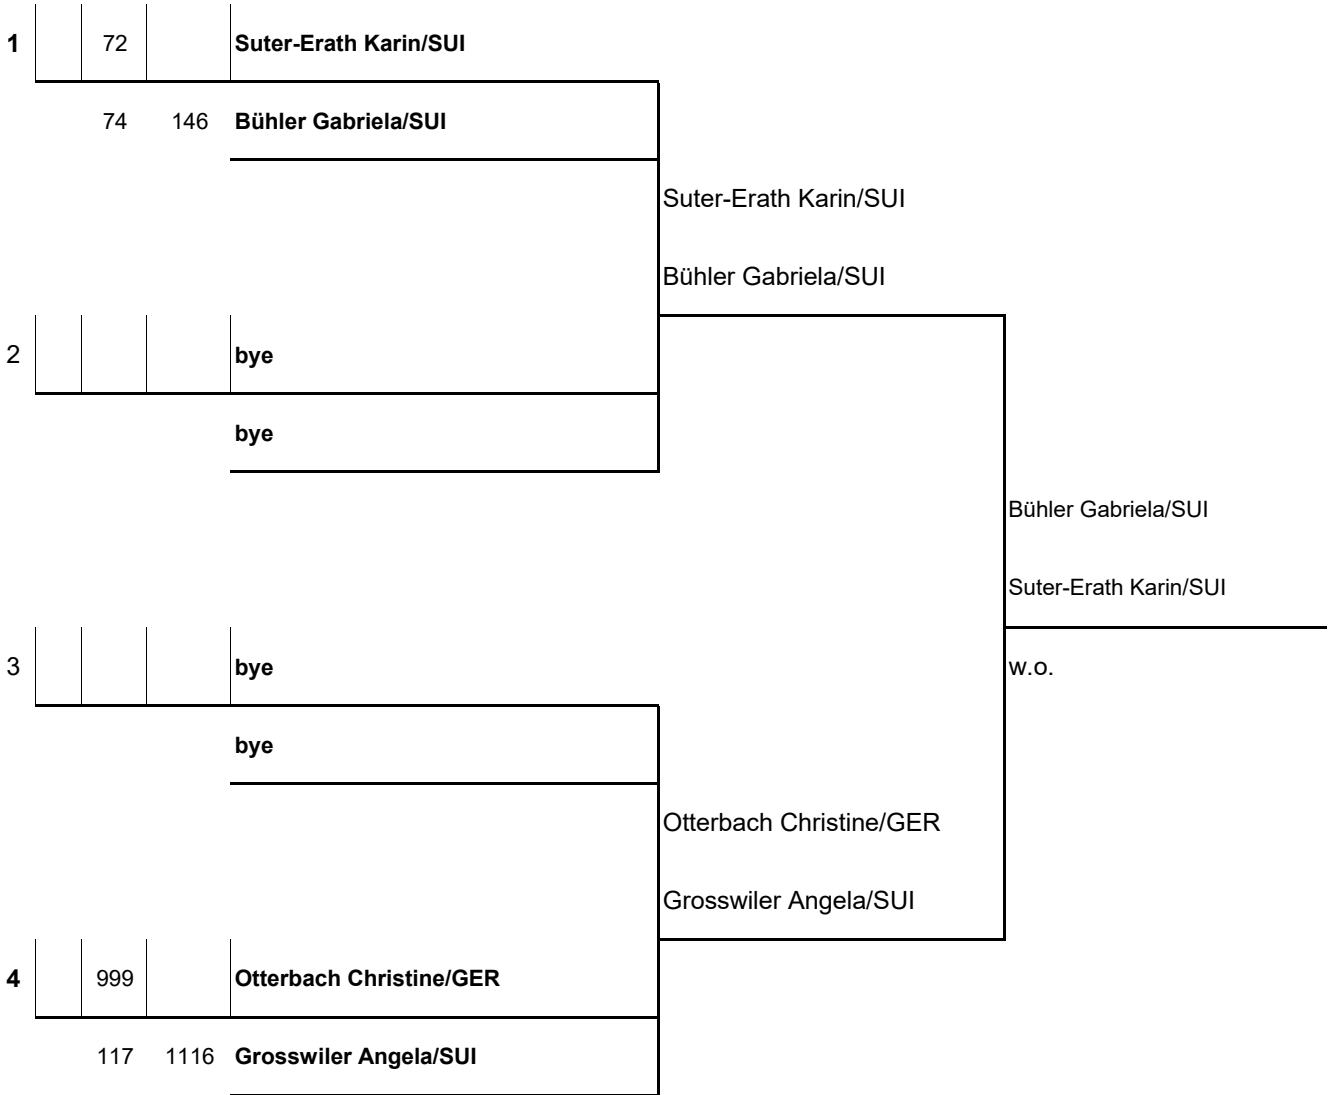 1 72 Suter-Erath Karin/SUI
74 146 Bühler Gabriela/SUI
Suter-Erath Karin/SUI
Bühler Gabriela/SUI
2 bye
bye
Bühler Gabriela/SUI
Suter-Erath Karin/SUI
3 bye w.o.
bye
Otterbach Christine/GER
Grosswiler Angela/SUI
4 999 Otterbach Christine/GER
117 1116 Grosswiler Angela/SUI